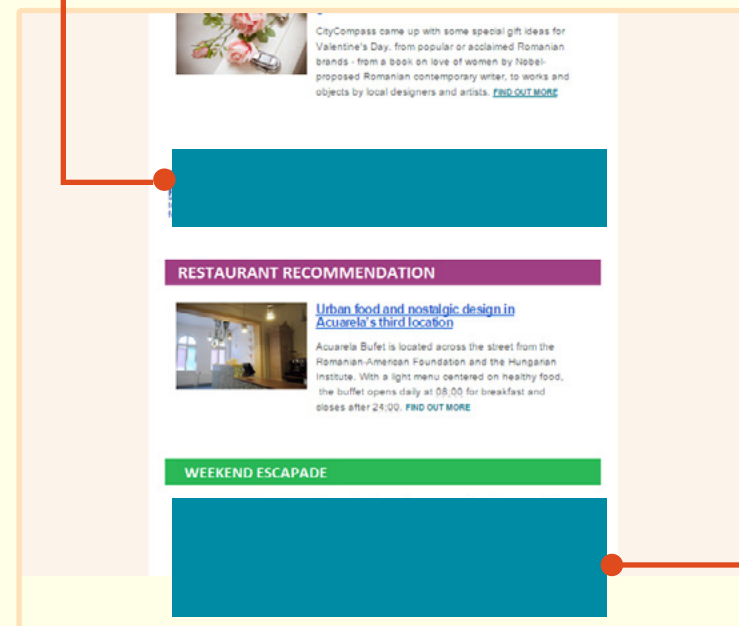 CityCompass came up with some special gift ideas for
Valentine's Day, from popular or acclaimed Romanian
brands - from a book on love of women by Nobel-
proposed Romanian contemporary writer, to works and
objects by local designers and artists. FIND OUT MORE
RESTAURANT RECOMMENDATION
Urban food and nostalgic design in
Acuarela's third location
Acuarela Bufet is located across the street from the
Romanian-American Foundation and the Hungarian
Institute. With a light menu centered on healthy food,
the buffet opens daily at 08:00 for breakfast and
closes after 24:00. FIND OUT MORE
WEEKEND ESCAPADE